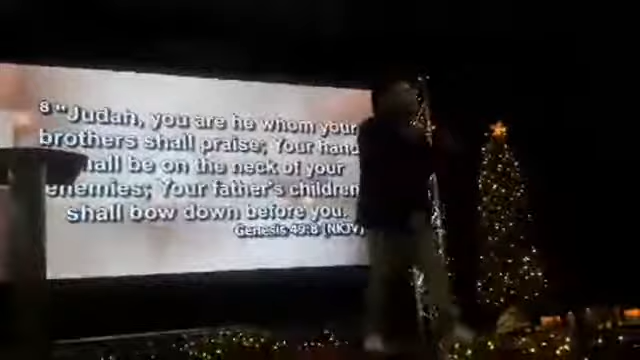 8 "Judah, you are he whom your
brothers shall praise; Your hand
hall be on the neck of your
enemies; Your father's children
shall bow down before you.
Genesis 49:8 (NKJV)